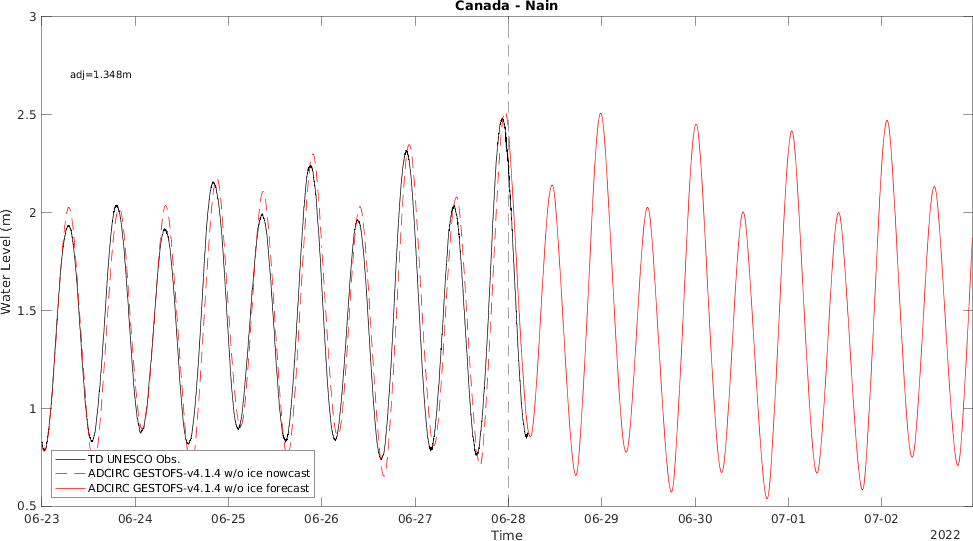 Canada - Nain
3
adj=1.348m
2.5
2
Water Level (m)
1.5
1
TD UNESCO Obs.
ADCIRC GESTOFS-v4.1.4 w/o ice nowcast
ADCIRC GESTOFS-v4.1.4 w/o ice forecast
0.5
06-23 06-24 06-25 06-26 06-27 06-28 06-29 06-30 07-01 07-02
Time
2022